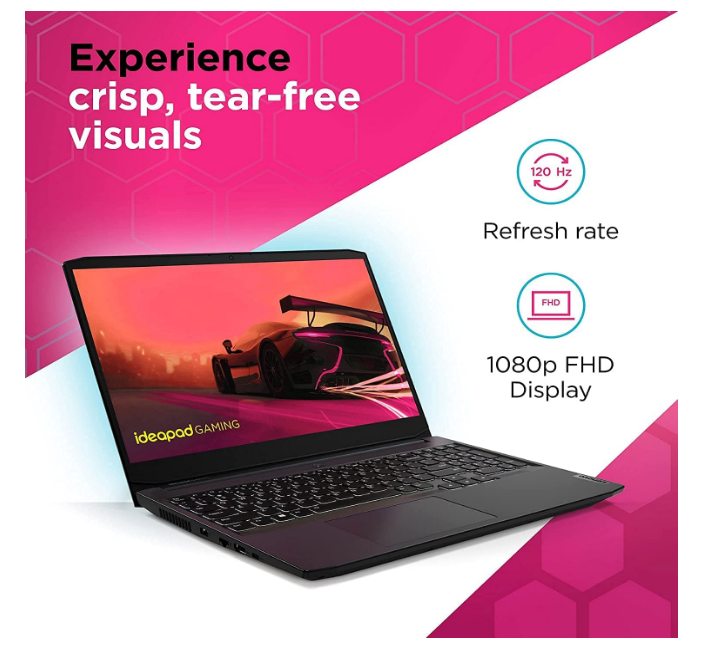 Experience
crisp, tear-free
visuals
120 Hz
Refresh rate
FHD
1080p FHD
Display
ideapad GAMING